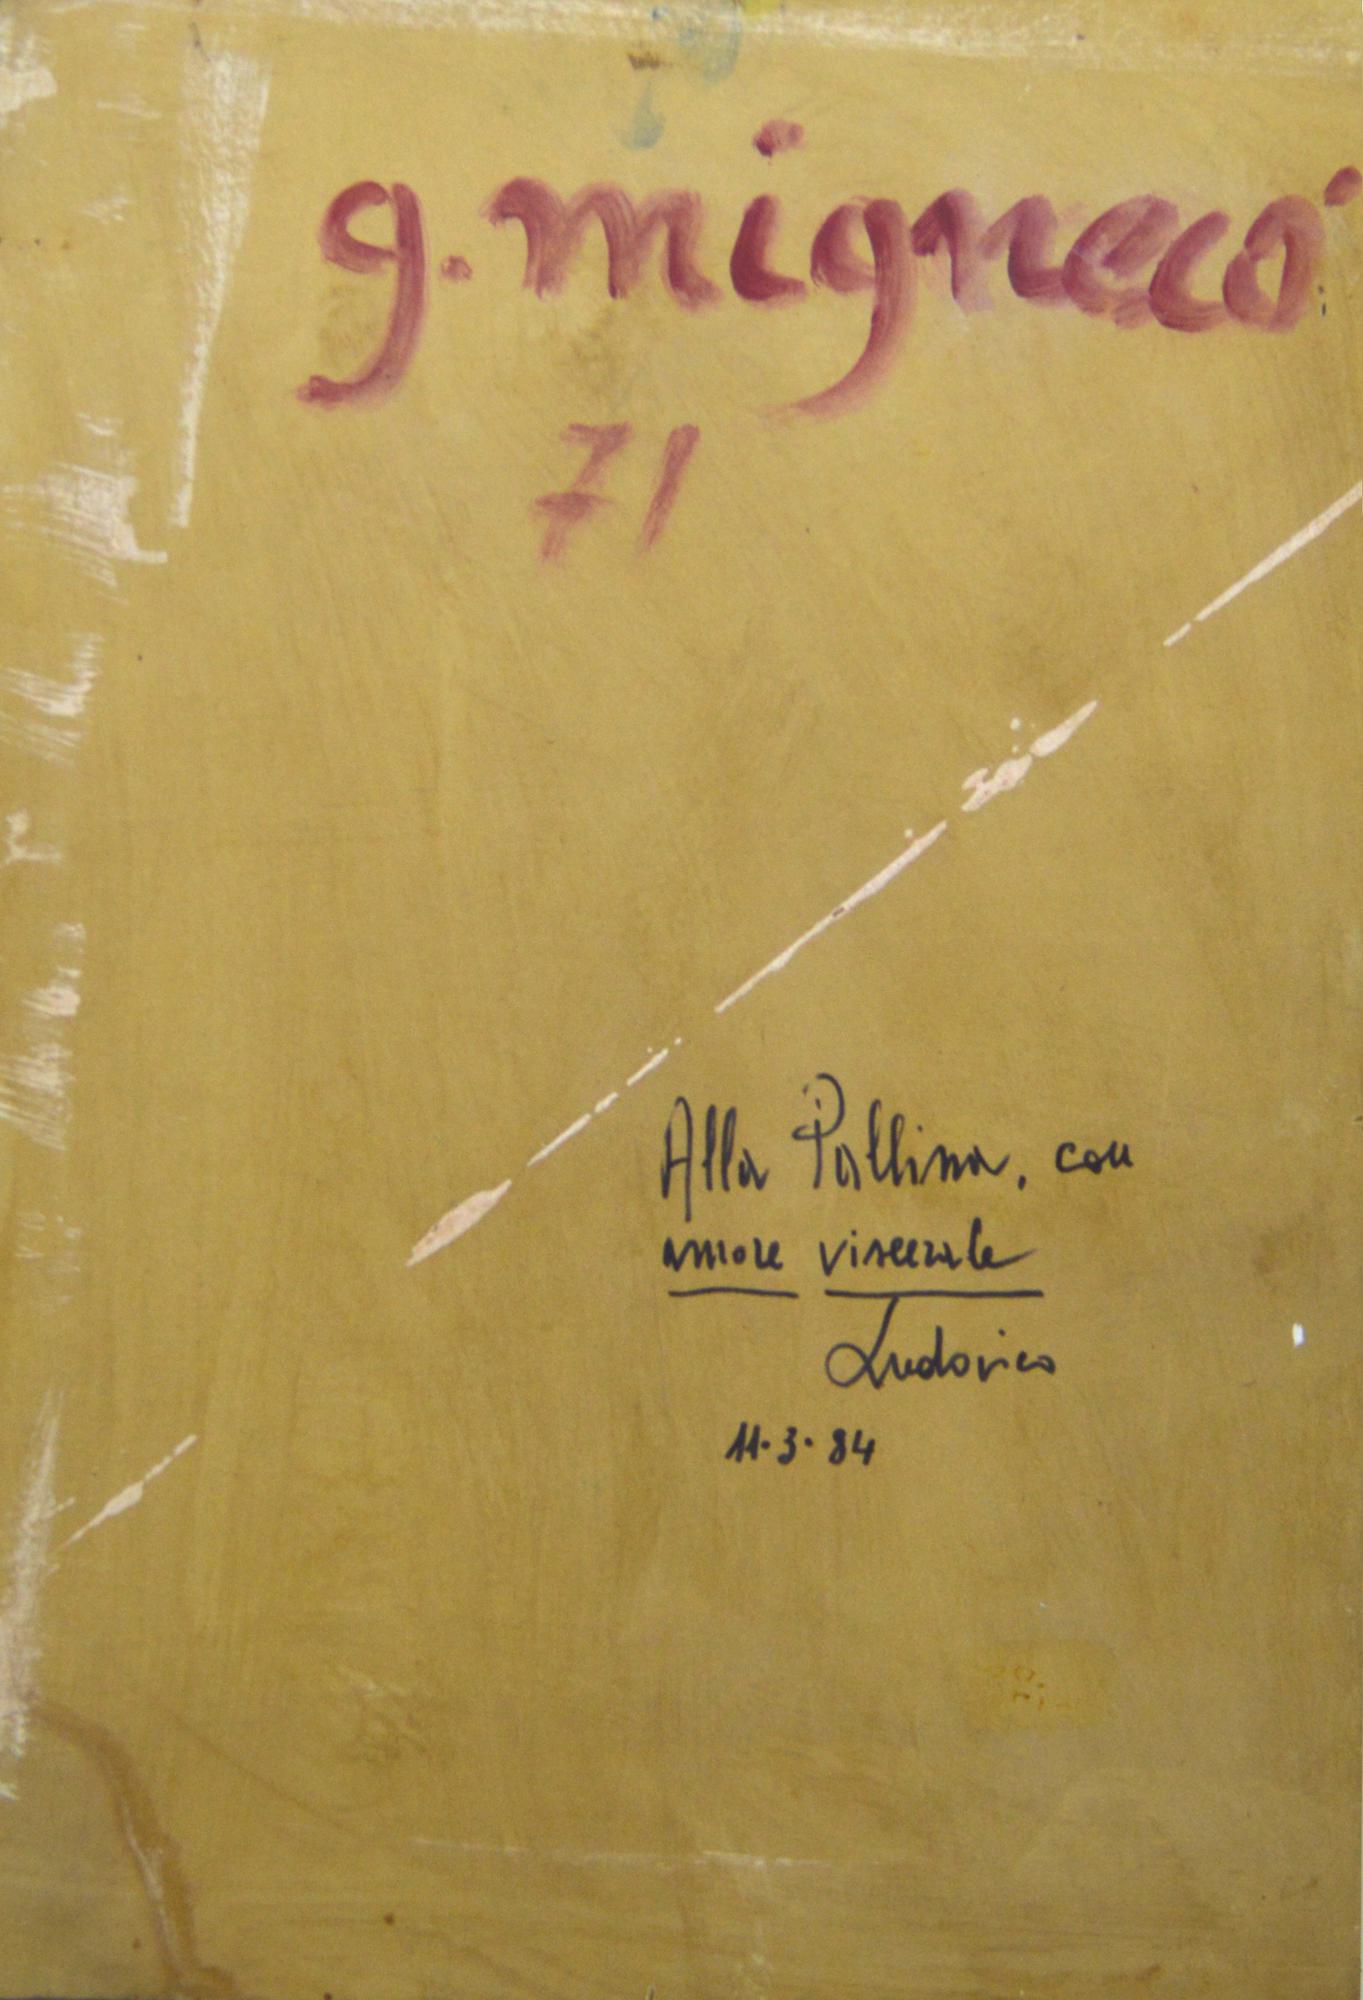 g. migneco
71
Alla Pallina, con
amore viscerale
Ludovico
11.3.84